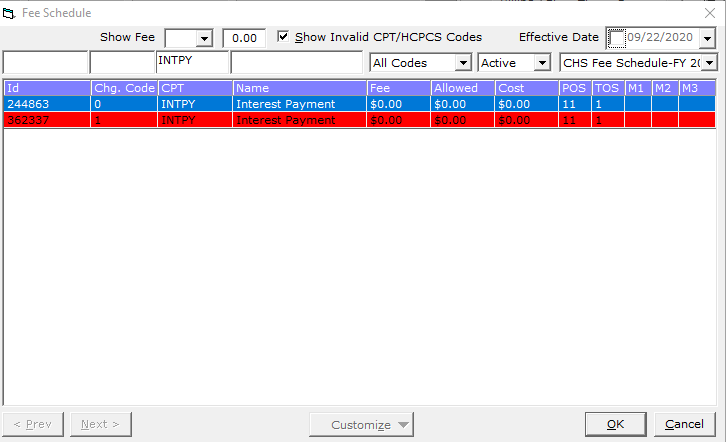 Fee Schedule
Show Fee 0.00 Show Invalid CPT/HCPCS Codes Effective Date 09/22/2020
INTPY All Codes Active CHS Fee Schedule-FY 20
Id Chg. Code CPT Name Fee Allowed Cost POS TOS M1 M2 M3
244863 0 INTPY Interest Payment $0.00 $0.00 $0.00 11 1
362337 1 INTPY Interest Payment $0.00 $0.00 $0.00 11 1
< Prev Next > Customize OK Cancel